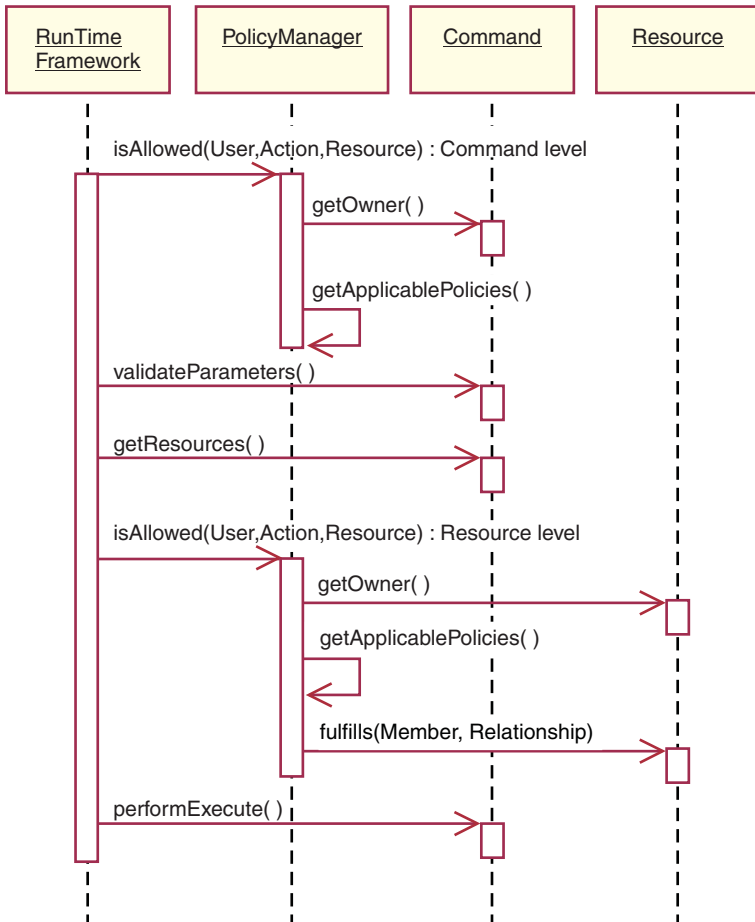 RunTime
Framework
PolicyManager
Command
Resource
isAllowed(User,Action,Resource) : Command level
getOwner( )
getApplicablePolicies( )
validateParameters( )
getResources( )
isAllowed(User,Action,Resource) : Resource level
getOwner( )
getApplicablePolicies( )
fulfills(Member, Relationship)
performExecute( )